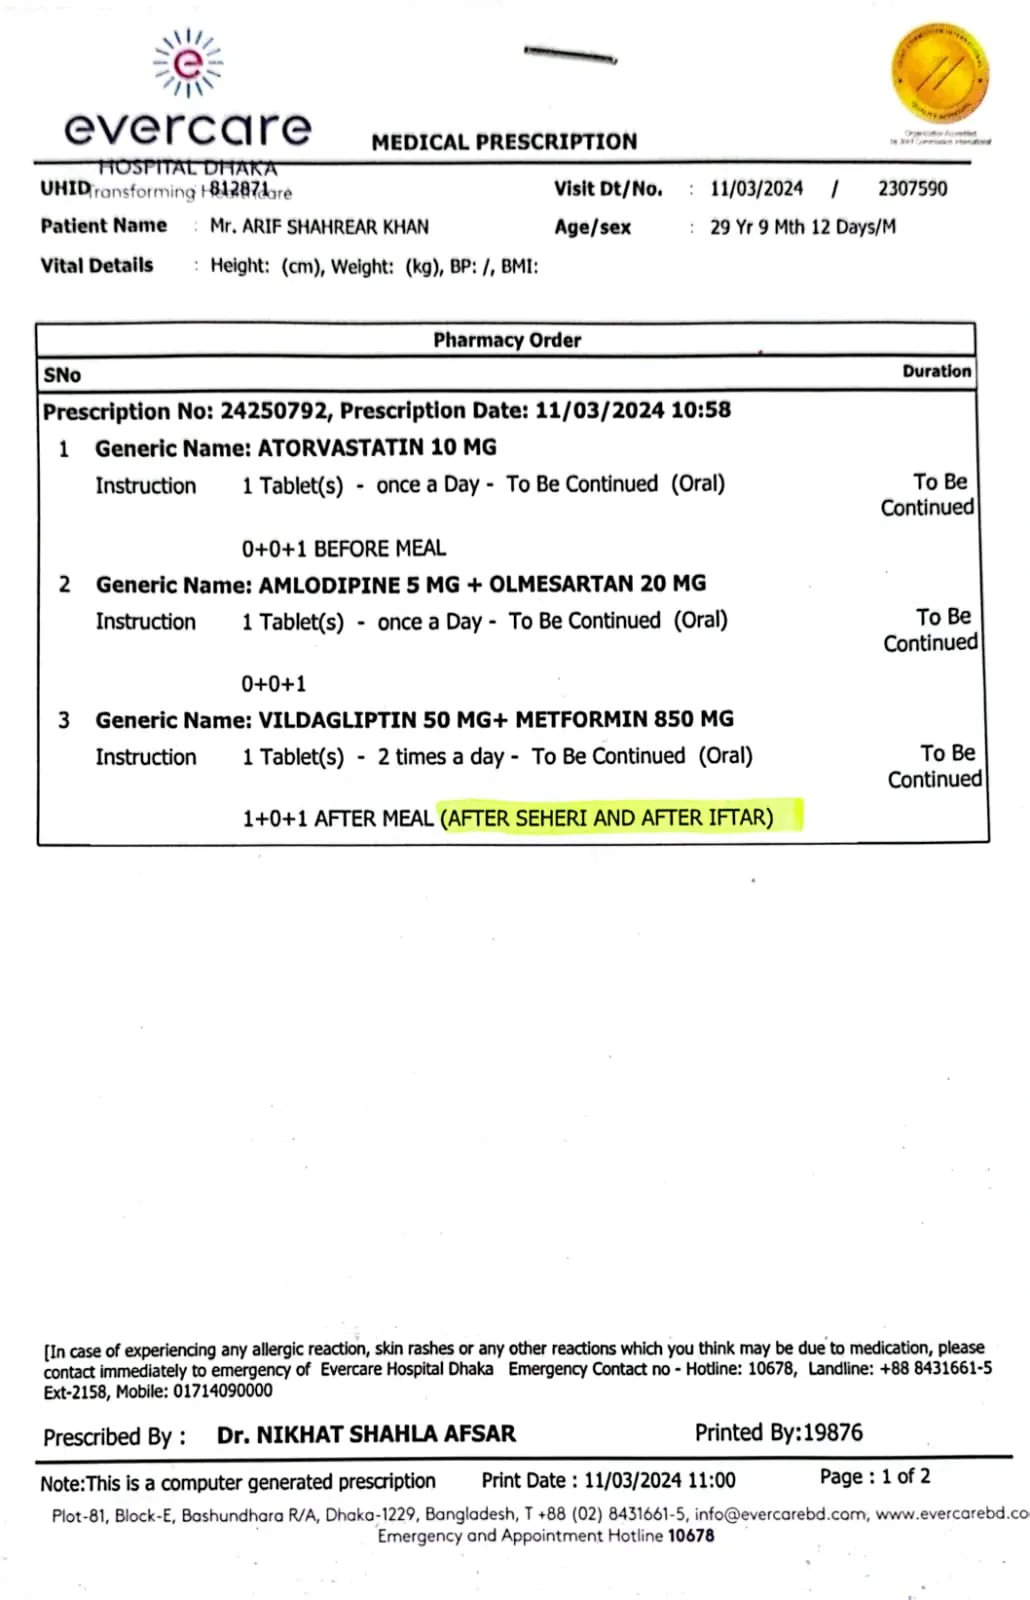 evercare
HOSPITAL DHAKA
Transforming Healthcare
MEDICAL PRESCRIPTION
QUALITY APPROVAL
Organization Accredited
by Joint Commission International
UHID 812871 Visit Dt/No. : 11/03/2024 / 2307590
Patient Name : Mr. ARIF SHAHREAR KHAN Age/sex : 29 Yr 9 Mth 12 Days/M
Vital Details : Height: (cm), Weight: (kg), BP: /, BMI:
Pharmacy Order
SNo Duration
Prescription No: 24250792, Prescription Date: 11/03/2024 10:58
1 Generic Name: ATORVASTATIN 10 MG
Instruction 1 Tablet(s) - once a Day - To Be Continued (Oral) To Be
Continued
0+0+1 BEFORE MEAL
2 Generic Name: AMLODIPINE 5 MG + OLMESARTAN 20 MG
Instruction 1 Tablet(s) - once a Day - To Be Continued (Oral) To Be
Continued
0+0+1
3 Generic Name: VILDAGLIPTIN 50 MG+ METFORMIN 850 MG
Instruction 1 Tablet(s) - 2 times a day - To Be Continued (Oral) To Be
Continued
1+0+1 AFTER MEAL (AFTER SEHERI AND AFTER IFTAR)
[In case of experiencing any allergic reaction, skin rashes or any other reactions which you think may be due to medication, please
contact immediately to emergency of Evercare Hospital Dhaka Emergency Contact no - Hotline: 10678, Landline: +88 8431661-5
Ext-2158, Mobile: 01714090000
Prescribed By : Dr. NIKHAT SHAHLA AFSAR Printed By:19876
Note:This is a computer generated prescription Print Date : 11/03/2024 11:00 Page : 1 of 2
Plot-81, Block-E, Bashundhara R/A, Dhaka-1229, Bangladesh, T +88 (02) 8431661-5, info@evercarebd.com, www.evercarebd.co
Emergency and Appointment Hotline 10678